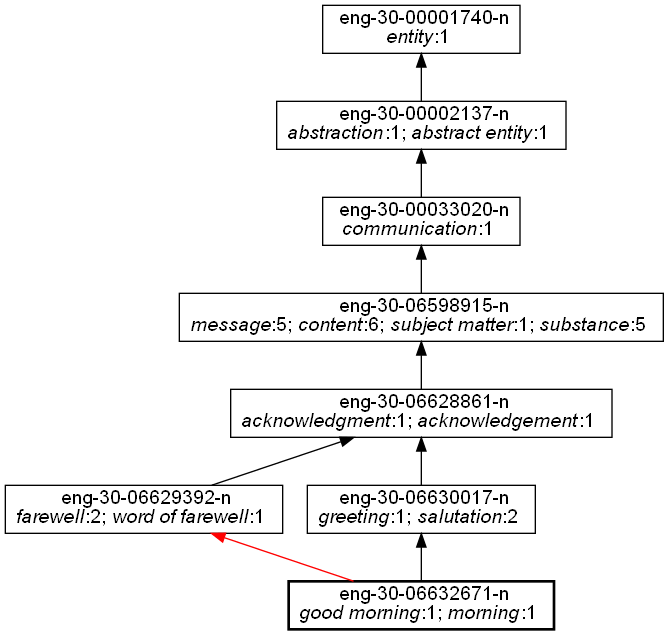 eng-30-00001740-n
entity:1
eng-30-00002137-n
abstraction:1; abstract entity:1
eng-30-00033020-n
communication:1
eng-30-06598915-n
message:5; content:6; subject matter:1; substance:5
eng-30-06628861-n
acknowledgment:1; acknowledgement:1
eng-30-06629392-n
farewell:2; word of farewell:1
eng-30-06630017-n
greeting:1; salutation:2
eng-30-06632671-n
good morning:1; morning:1